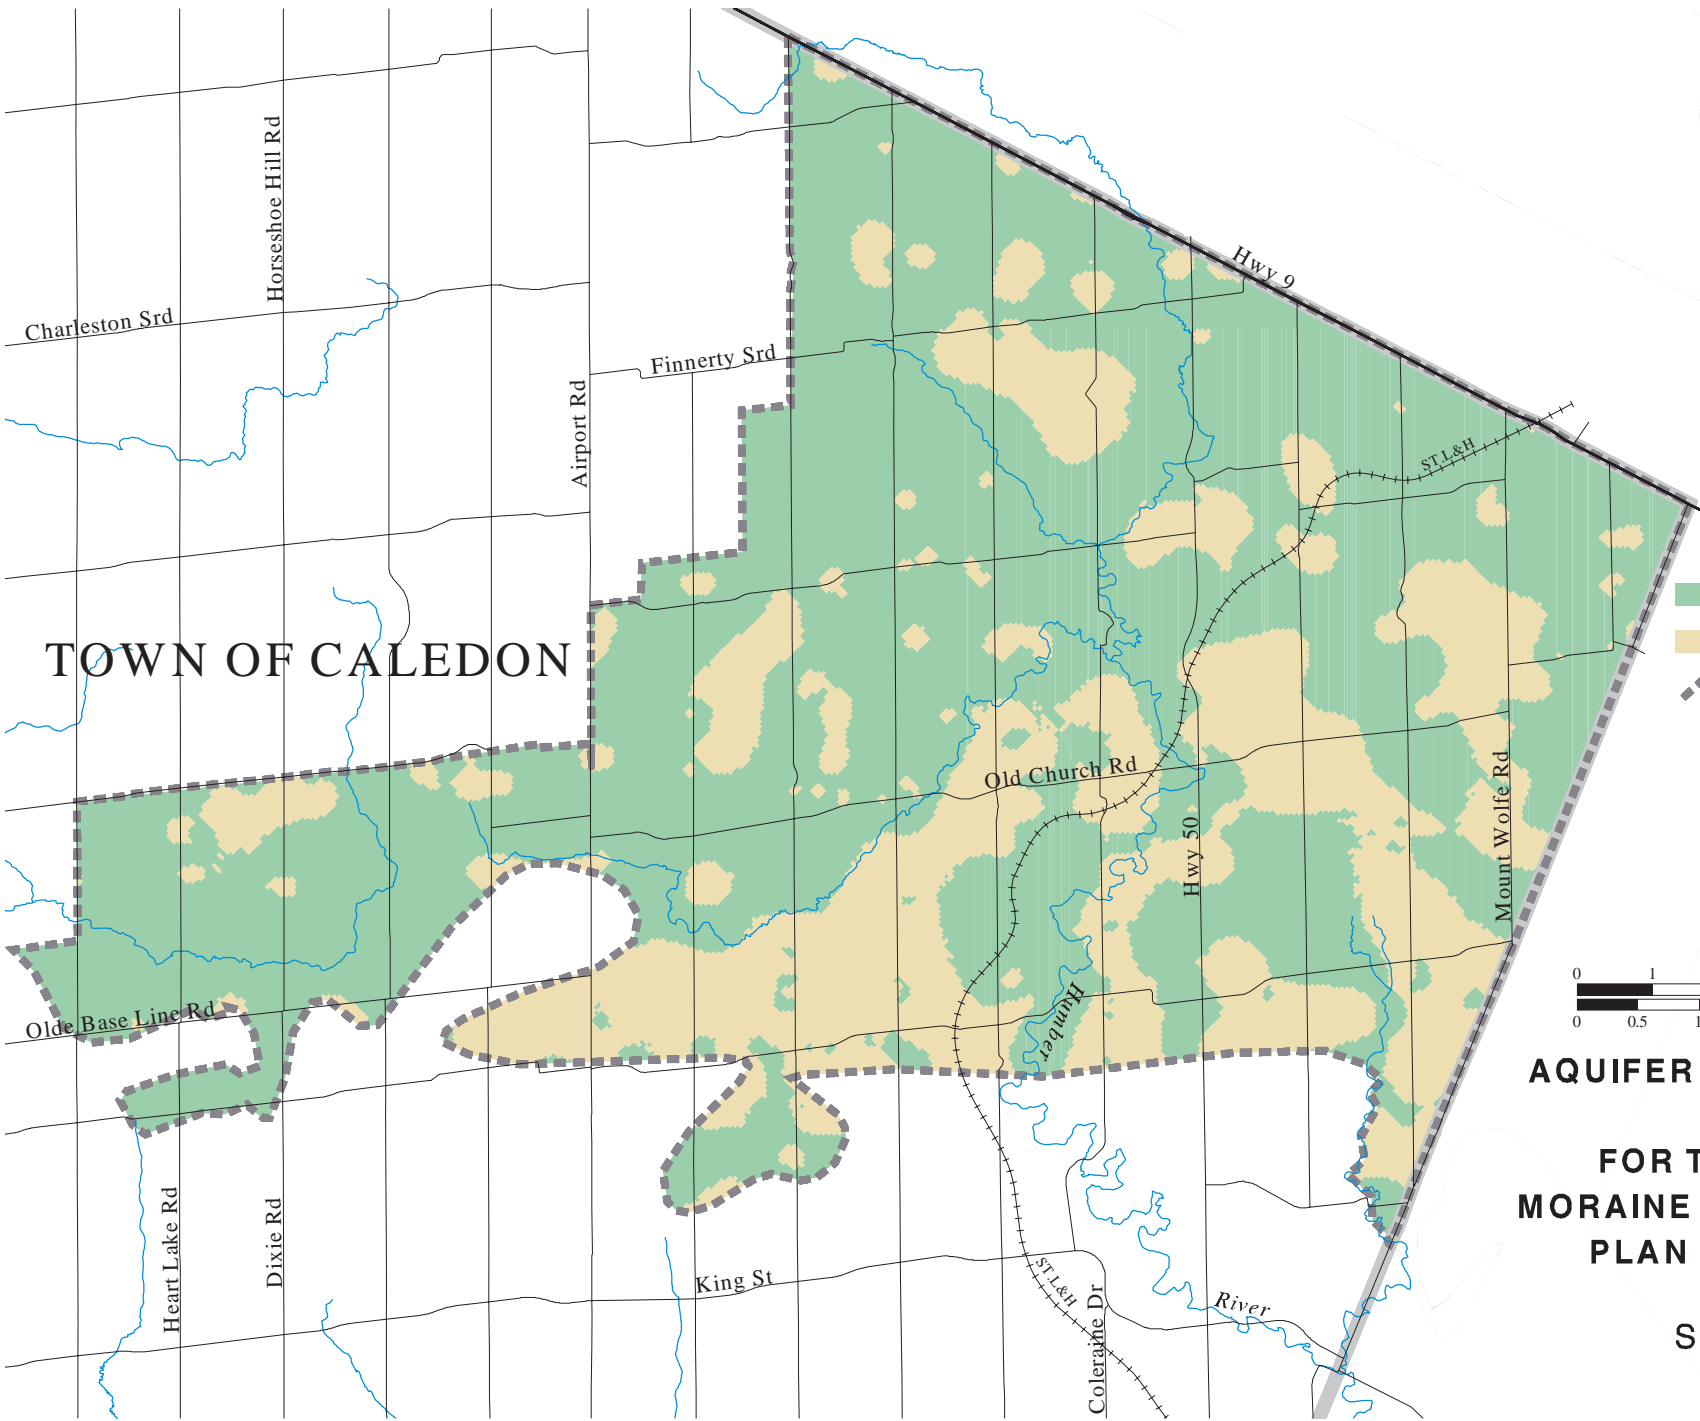 Horseshoe Hill Rd
Hwy 9
Charleston Srd
Finnerty Srd
Airport Rd
ST.L&H
TOWN OF CALEDON
Old Church Rd
Mount Wolfe Rd
Hwy 50
Olde Base Line Rd
Humber
0 1
0 0.5 1
AQUIFER
FOR T
MORAINE
PLAN
S
Heart Lake Rd
Dixie Rd
King St
ST.L&H
Coleraine Dr
River